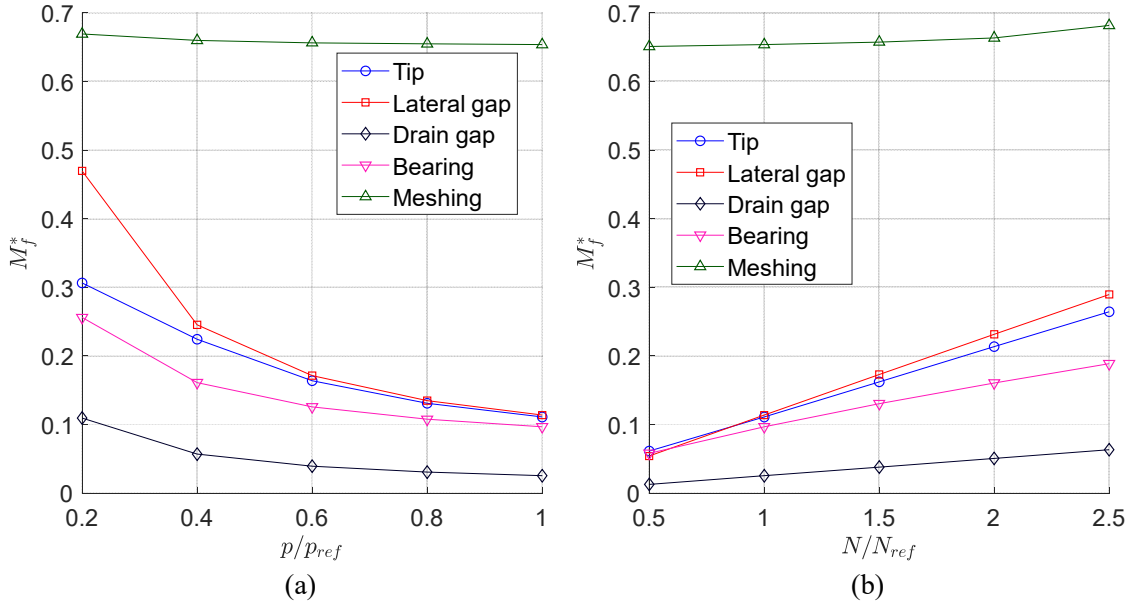 0.7
0.6
0.5
0.4
0.3
0.2
0.1
0
M*f
Tip
Lateral gap
Drain gap
Bearing
Meshing
0.2 0.4 0.6 0.8 1
p/pref
(a)
0.7
0.6
0.5
0.4
0.3
0.2
0.1
0
M*f
Tip
Lateral gap
Drain gap
Bearing
Meshing
0.5 1 1.5 2 2.5
N/Nref
(b)